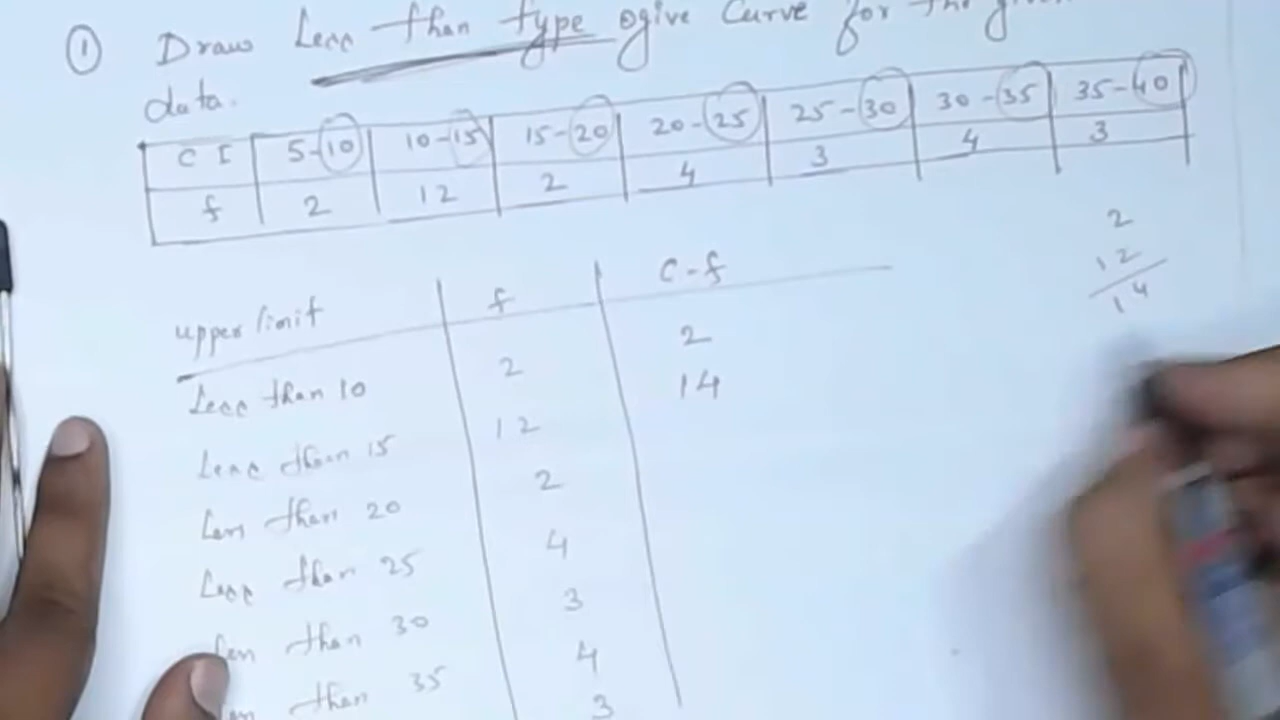 ① Draw Less than type ogive Curve for the
data.
C I 5-10 10-15 15-20 20-25 25-30 30-35 35-40
f 2 12 2 4 3 4 3
upper limit f C-f
Less than 10 2 2
Less than 15 12 14
Less than 20 2
Less than 25 4
Less than 30 3
than 35 4
3
2
12
14